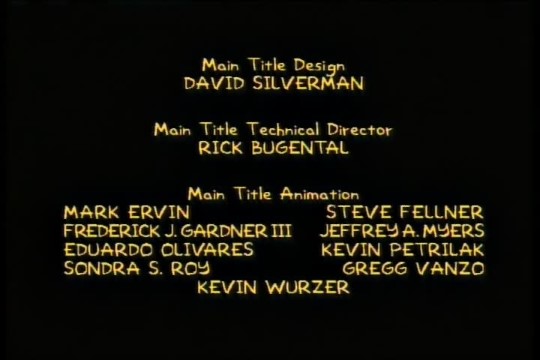 Main Title Design
DAVID SILVERMAN
Main Title Technical Director
RICK BUGENTAL
Main Title Animation
MARK ERVIN STEVE FELLNER
FREDERICK J. GARDNER III JEFFREY A. MYERS
EDUARDO OLIVARES KEVIN PETRILAK
SONDRA S. ROY GREGG VANZO
KEVIN WURZER